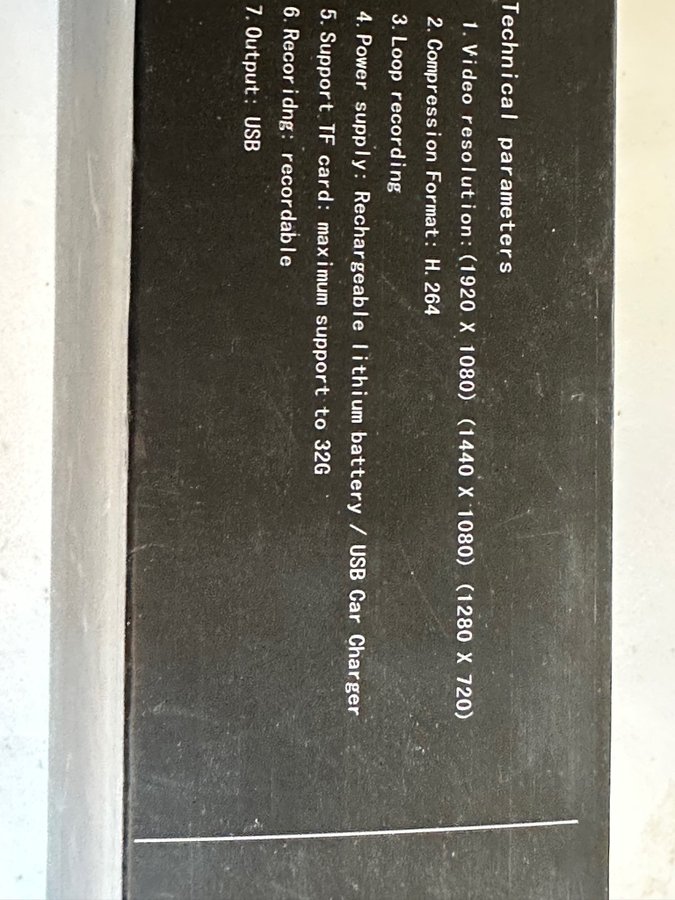 Technical parameters
1. Video resolution:(1920 X 1080) (1440 X 1080) (1280 X 720)
2. Compression Format: H.264
3. Loop recording
4. Power supply: Rechargeable lithium battery / USB Car Charger
5. Support TF card: maximum support to 32G
6. Recoridng: recordable
7. Output: USB